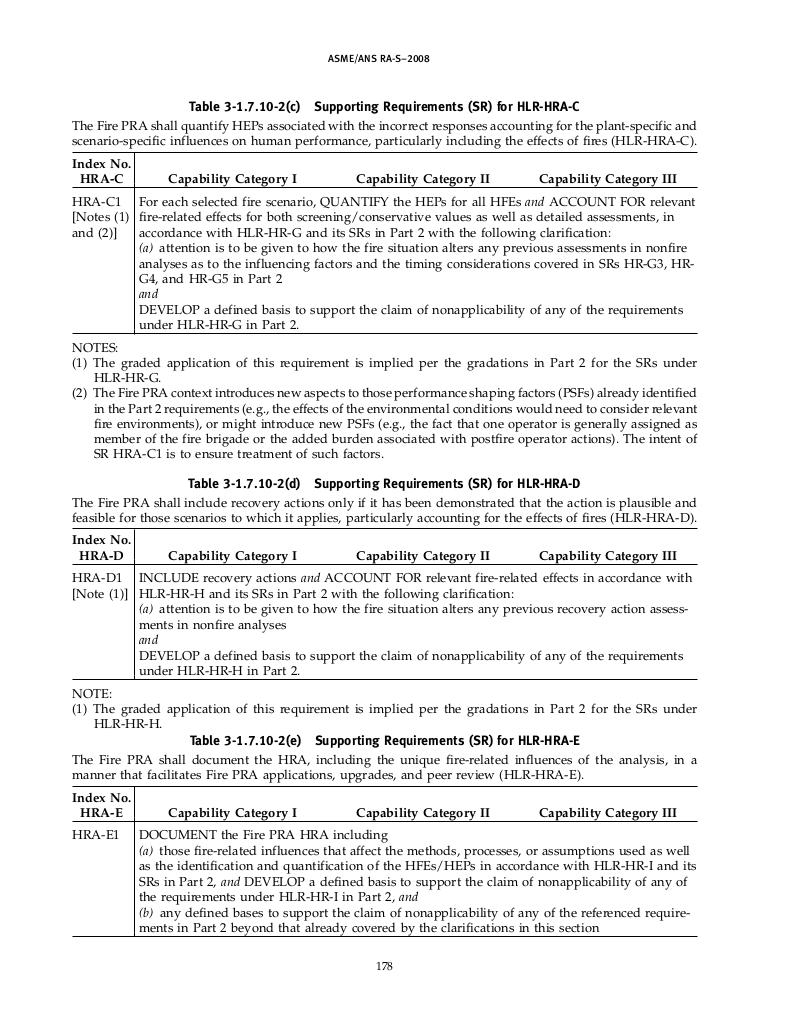 ASME/ANS RA-S–2008
Table 3-1.7.10-2(c) Supporting Requirements (SR) for HLR-HRA-C
The Fire PRA shall quantify HEPs associated with the incorrect responses accounting for the plant-specific and
scenario-specific influences on human performance, particularly including the effects of fires (HLR-HRA-C).
Index No.
HRA-C Capability Category I Capability Category II Capability Category III
HRA-C1 For each selected fire scenario, QUANTIFY the HEPs for all HFEs and ACCOUNT FOR relevant
[Notes (1) fire-related effects for both screening/conservative values as well as detailed assessments, in
and (2)] accordance with HLR-HR-G and its SRs in Part 2 with the following clarification:
(a) attention is to be given to how the fire situation alters any previous assessments in nonfire
analyses as to the influencing factors and the timing considerations covered in SRs HR-G3, HR-
G4, and HR-G5 in Part 2
and
DEVELOP a defined basis to support the claim of nonapplicability of any of the requirements
under HLR-HR-G in Part 2.
NOTES:
(1) The graded application of this requirement is implied per the gradations in Part 2 for the SRs under
HLR-HR-G.
(2) The Fire PRA context introduces new aspects to those performance shaping factors (PSFs) already identified
in the Part 2 requirements (e.g., the effects of the environmental conditions would need to consider relevant
fire environments), or might introduce new PSFs (e.g., the fact that one operator is generally assigned as
member of the fire brigade or the added burden associated with postfire operator actions). The intent of
SR HRA-C1 is to ensure treatment of such factors.
Table 3-1.7.10-2(d) Supporting Requirements (SR) for HLR-HRA-D
The Fire PRA shall include recovery actions only if it has been demonstrated that the action is plausible and
feasible for those scenarios to which it applies, particularly accounting for the effects of fires (HLR-HRA-D).
Index No.
HRA-D Capability Category I Capability Category II Capability Category III
HRA-D1 INCLUDE recovery actions and ACCOUNT FOR relevant fire-related effects in accordance with
[Note (1)] HLR-HR-H and its SRs in Part 2 with the following clarification:
(a) attention is to be given to how the fire situation alters any previous recovery action assess-
ments in nonfire analyses
and
DEVELOP a defined basis to support the claim of nonapplicability of any of the requirements
under HLR-HR-H in Part 2.
NOTE:
(1) The graded application of this requirement is implied per the gradations in Part 2 for the SRs under
HLR-HR-H.
Table 3-1.7.10-2(e) Supporting Requirements (SR) for HLR-HRA-E
The Fire PRA shall document the HRA, including the unique fire-related influences of the analysis, in a
manner that facilitates Fire PRA applications, upgrades, and peer review (HLR-HRA-E).
Index No.
HRA-E Capability Category I Capability Category II Capability Category III
HRA-E1 DOCUMENT the Fire PRA HRA including
(a) those fire-related influences that affect the methods, processes, or assumptions used as well
as the identification and quantification of the HFEs/HEPs in accordance with HLR-HR-I and its
SRs in Part 2, and DEVELOP a defined basis to support the claim of nonapplicability of any of
the requirements under HLR-HR-I in Part 2, and
(b) any defined bases to support the claim of nonapplicability of any of the referenced require-
ments in Part 2 beyond that already covered by the clarifications in this section
178